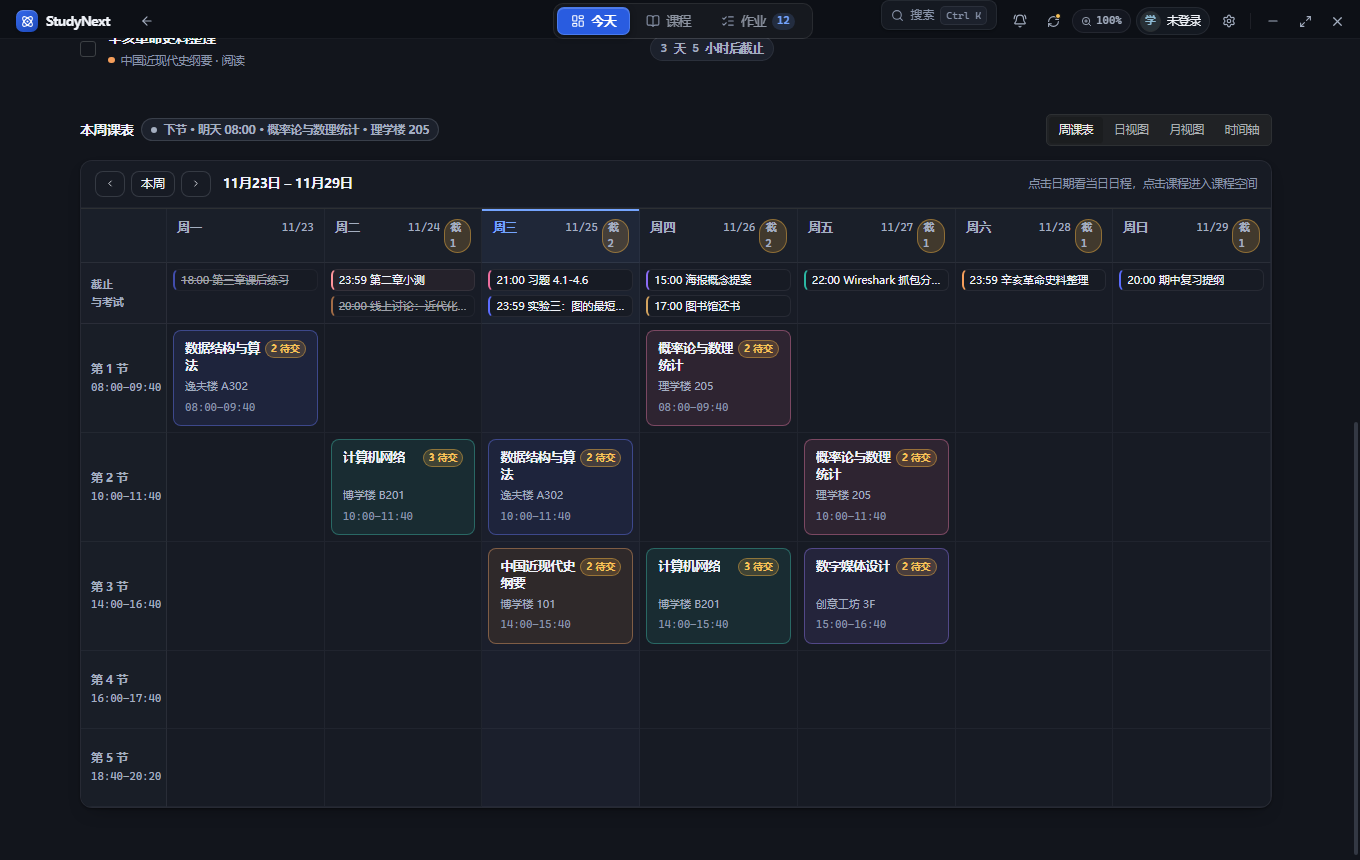 StudyNext
今天
课程
作业 12
搜索 Ctrl K
100%
学 未登录
辛亥革命史料整理
中国近现代史纲要 · 阅读
3 天 5 小时后截止
本周课表
下节 · 明天 08:00 · 概率论与数理统计 · 理学楼 205
周课表 日视图 月视图 时间轴
本周
11月23日 – 11月29日
点击日期看当日日程，点击课程进入课程空间
周一 11/23
周二 11/24 截 1
周三 11/25 截 2
周四 11/26 截 2
周五 11/27 截 1
周六 11/28 截 1
周日 11/29 截 1
截止
与考试
18:00 第三章课后练习
23:59 第二章小测
20:00 线上讨论：近代化...
21:00 习题 4.1-4.6
23:59 实验三：图的最短...
15:00 海报概念提案
17:00 图书馆还书
22:00 Wireshark 抓包分...
23:59 辛亥革命史料整理
20:00 期中复习提纲
第 1 节
08:00–09:40
数据结构与算法
2 待交
逸夫楼 A302
08:00–09:40
概率论与数理统计
2 待交
理学楼 205
08:00–09:40
第 2 节
10:00–11:40
计算机网络
3 待交
博学楼 B201
10:00–11:40
数据结构与算法
2 待交
逸夫楼 A302
10:00–11:40
概率论与数理统计
2 待交
理学楼 205
10:00–11:40
第 3 节
14:00–16:40
中国近现代史纲要
2 待交
博学楼 101
14:00–15:40
计算机网络
3 待交
博学楼 B201
14:00–15:40
数字媒体设计
2 待交
创意工坊 3F
15:00–16:40
第 4 节
16:00–17:40
第 5 节
18:40–20:20